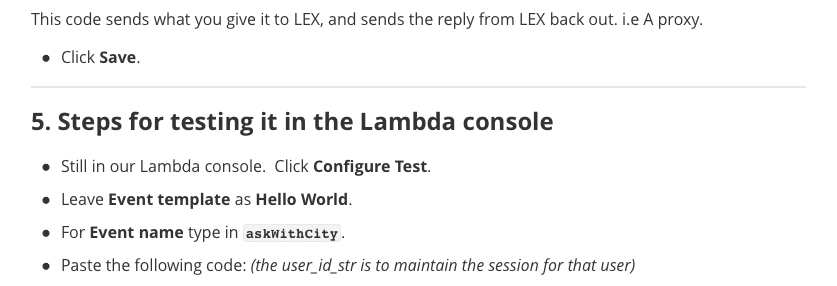 This code sends what you give it to LEX, and sends the reply from LEX back out. i.e A proxy.
Click Save.
5. Steps for testing it in the Lambda console
Still in our Lambda console. Click Configure Test.
Leave Event template as Hello World.
For Event name type in askWithCity.
Paste the following code: (the user_id_str is to maintain the session for that user)